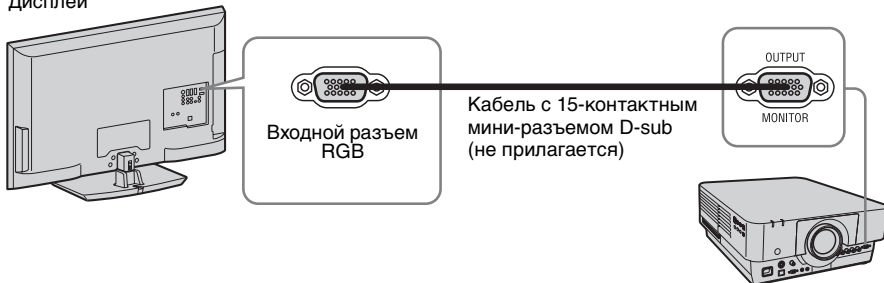 Дисплей
OUTPUT
MONITOR
Входной разъем
RGB
Кабель с 15-контактным
мини-разъемом D-sub
(не прилагается)